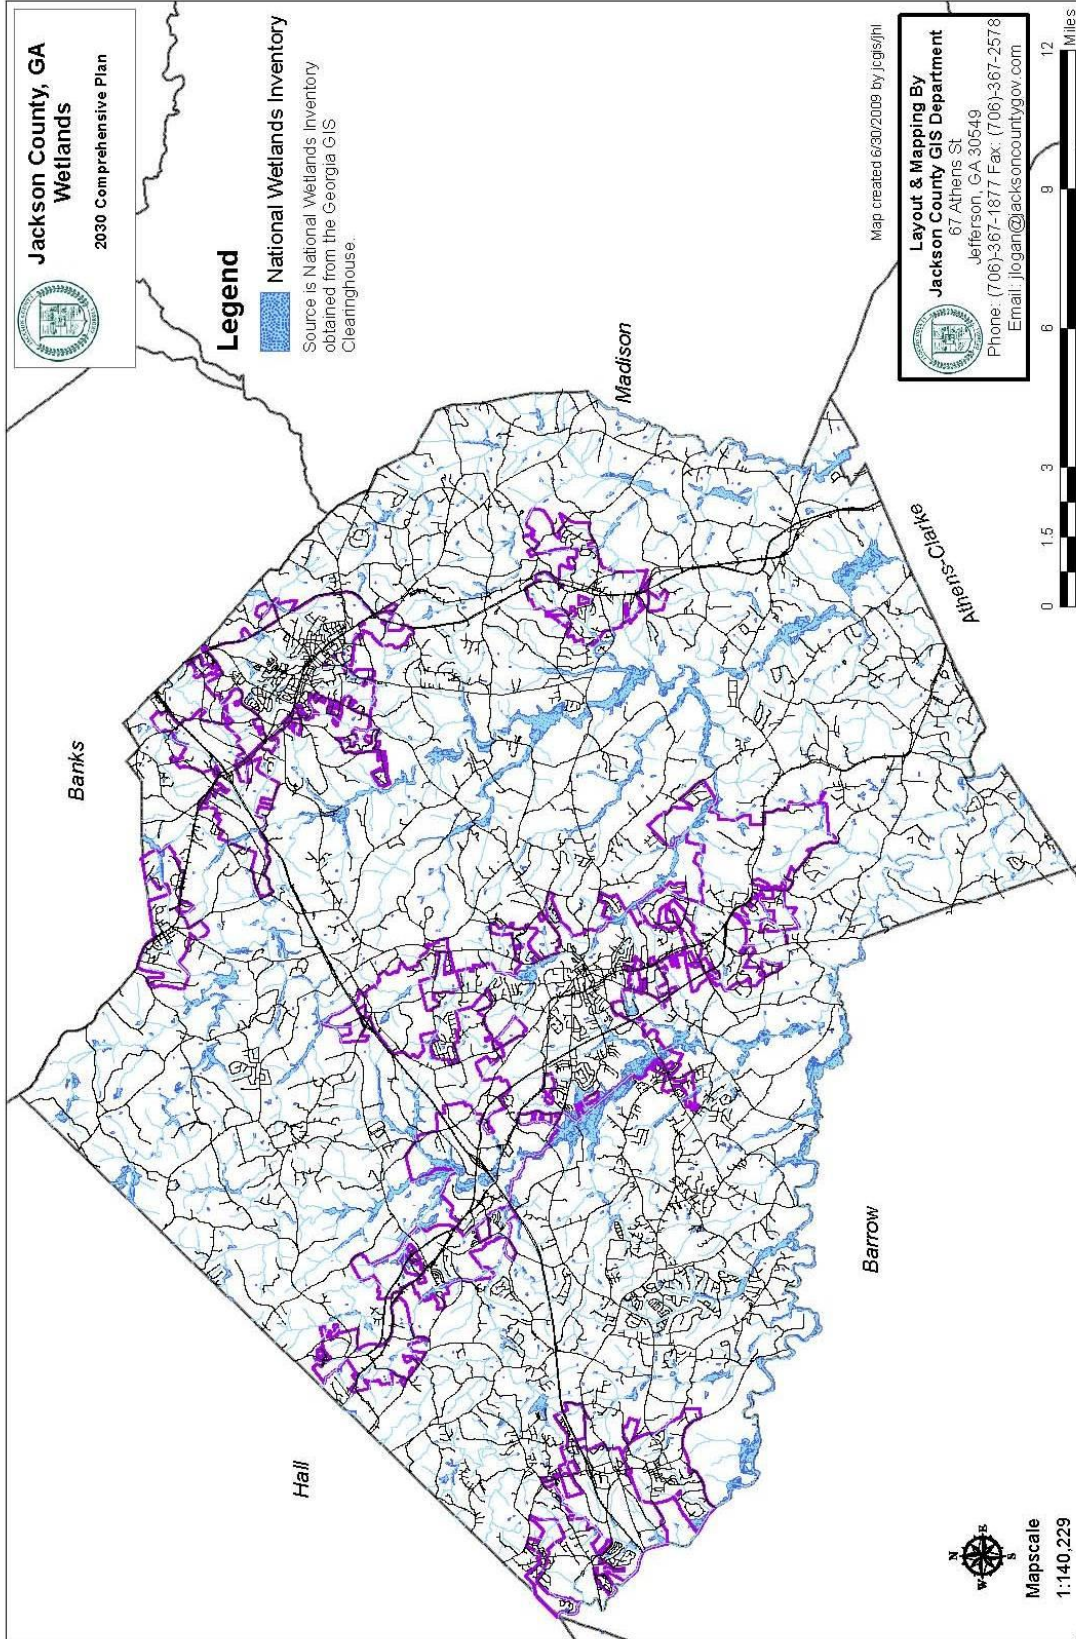 Jackson County, GA
Wetlands
2030 Comprehensive Plan
Legend
National Wetlands Inventory
Source is National Wetlands Inventory
obtained from the Georgia GIS
Clearinghouse.
Banks
Hall
Madison
Barrow
Athens-Clarke
Map created 6/30/2009 by jcgis/jhl
Layout & Mapping By
Jackson County GIS Department
67 Athens St
Jefferson, GA 30549
Phone: (706)-367-1877 Fax: (706)-367-2578
Email: jlogan@jacksoncountygov.com
N
W E
S
Mapscale
1:140,229
0 1.5 3 6 9 12
Miles